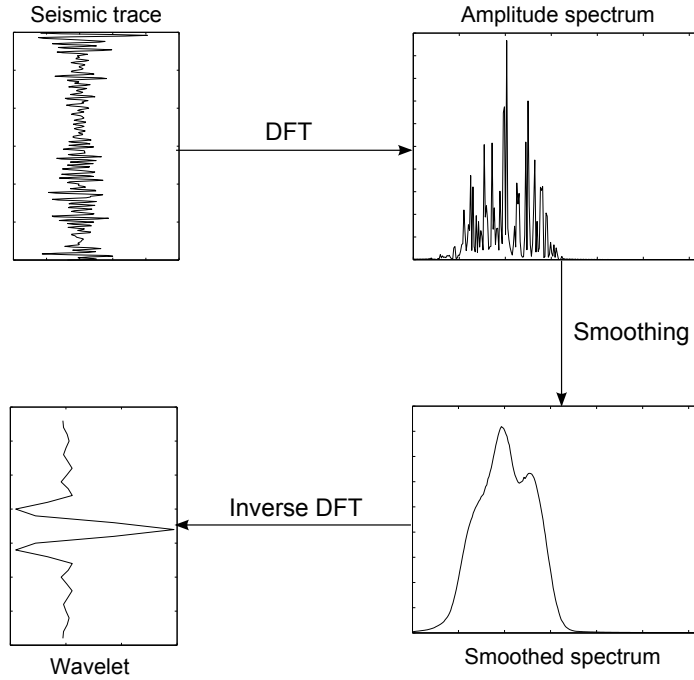 Seismic trace
Amplitude spectrum
DFT
Smoothing
Inverse DFT
Wavelet
Smoothed spectrum